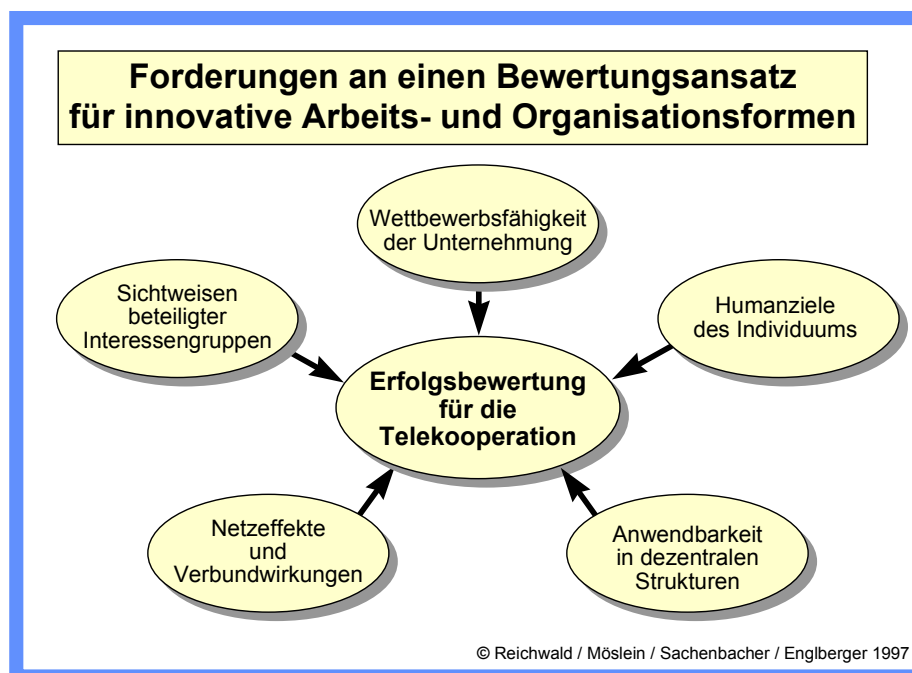 Forderungen an einen Bewertungsansatz
für innovative Arbeits- und Organisationsformen
Wettbewerbsfähigkeit
der Unternehmung
Sichtweisen
beteiligter
Interessengruppen
Humanziele
des Individuums
Erfolgsbewertung
für die
Telekooperation
Netzeffekte
und
Verbundwirkungen
Anwendbarkeit
in dezentralen
Strukturen
© Reichwald / Möslein / Sachenbacher / Englberger 1997